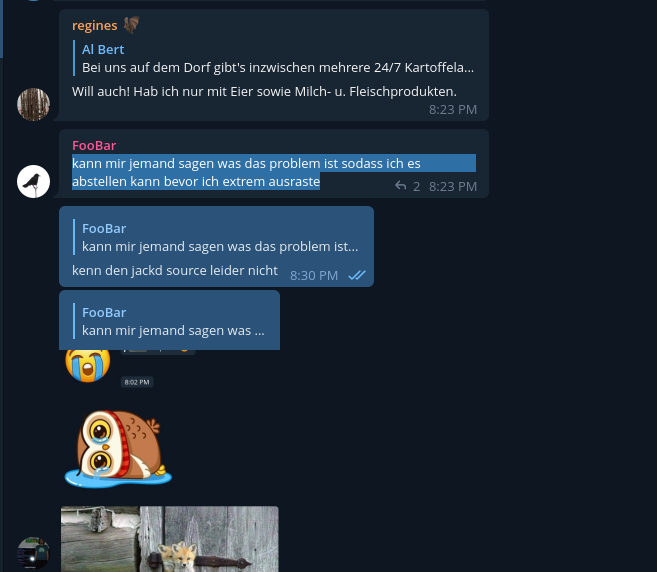 regines
Al Bert
Bei uns auf dem Dorf gibt's inzwischen mehrere 24/7 Kartoffela...
Will auch! Hab ich nur mit Eier sowie Milch- u. Fleischprodukten.
8:23 PM
FooBar
kann mir jemand sagen was das problem ist sodass ich es
abstellen kann bevor ich extrem ausraste
2 8:23 PM
FooBar
kann mir jemand sagen was das problem ist...
kenn den jackd source leider nicht 8:30 PM
FooBar
kann mir jemand sagen was ...
8:02 PM